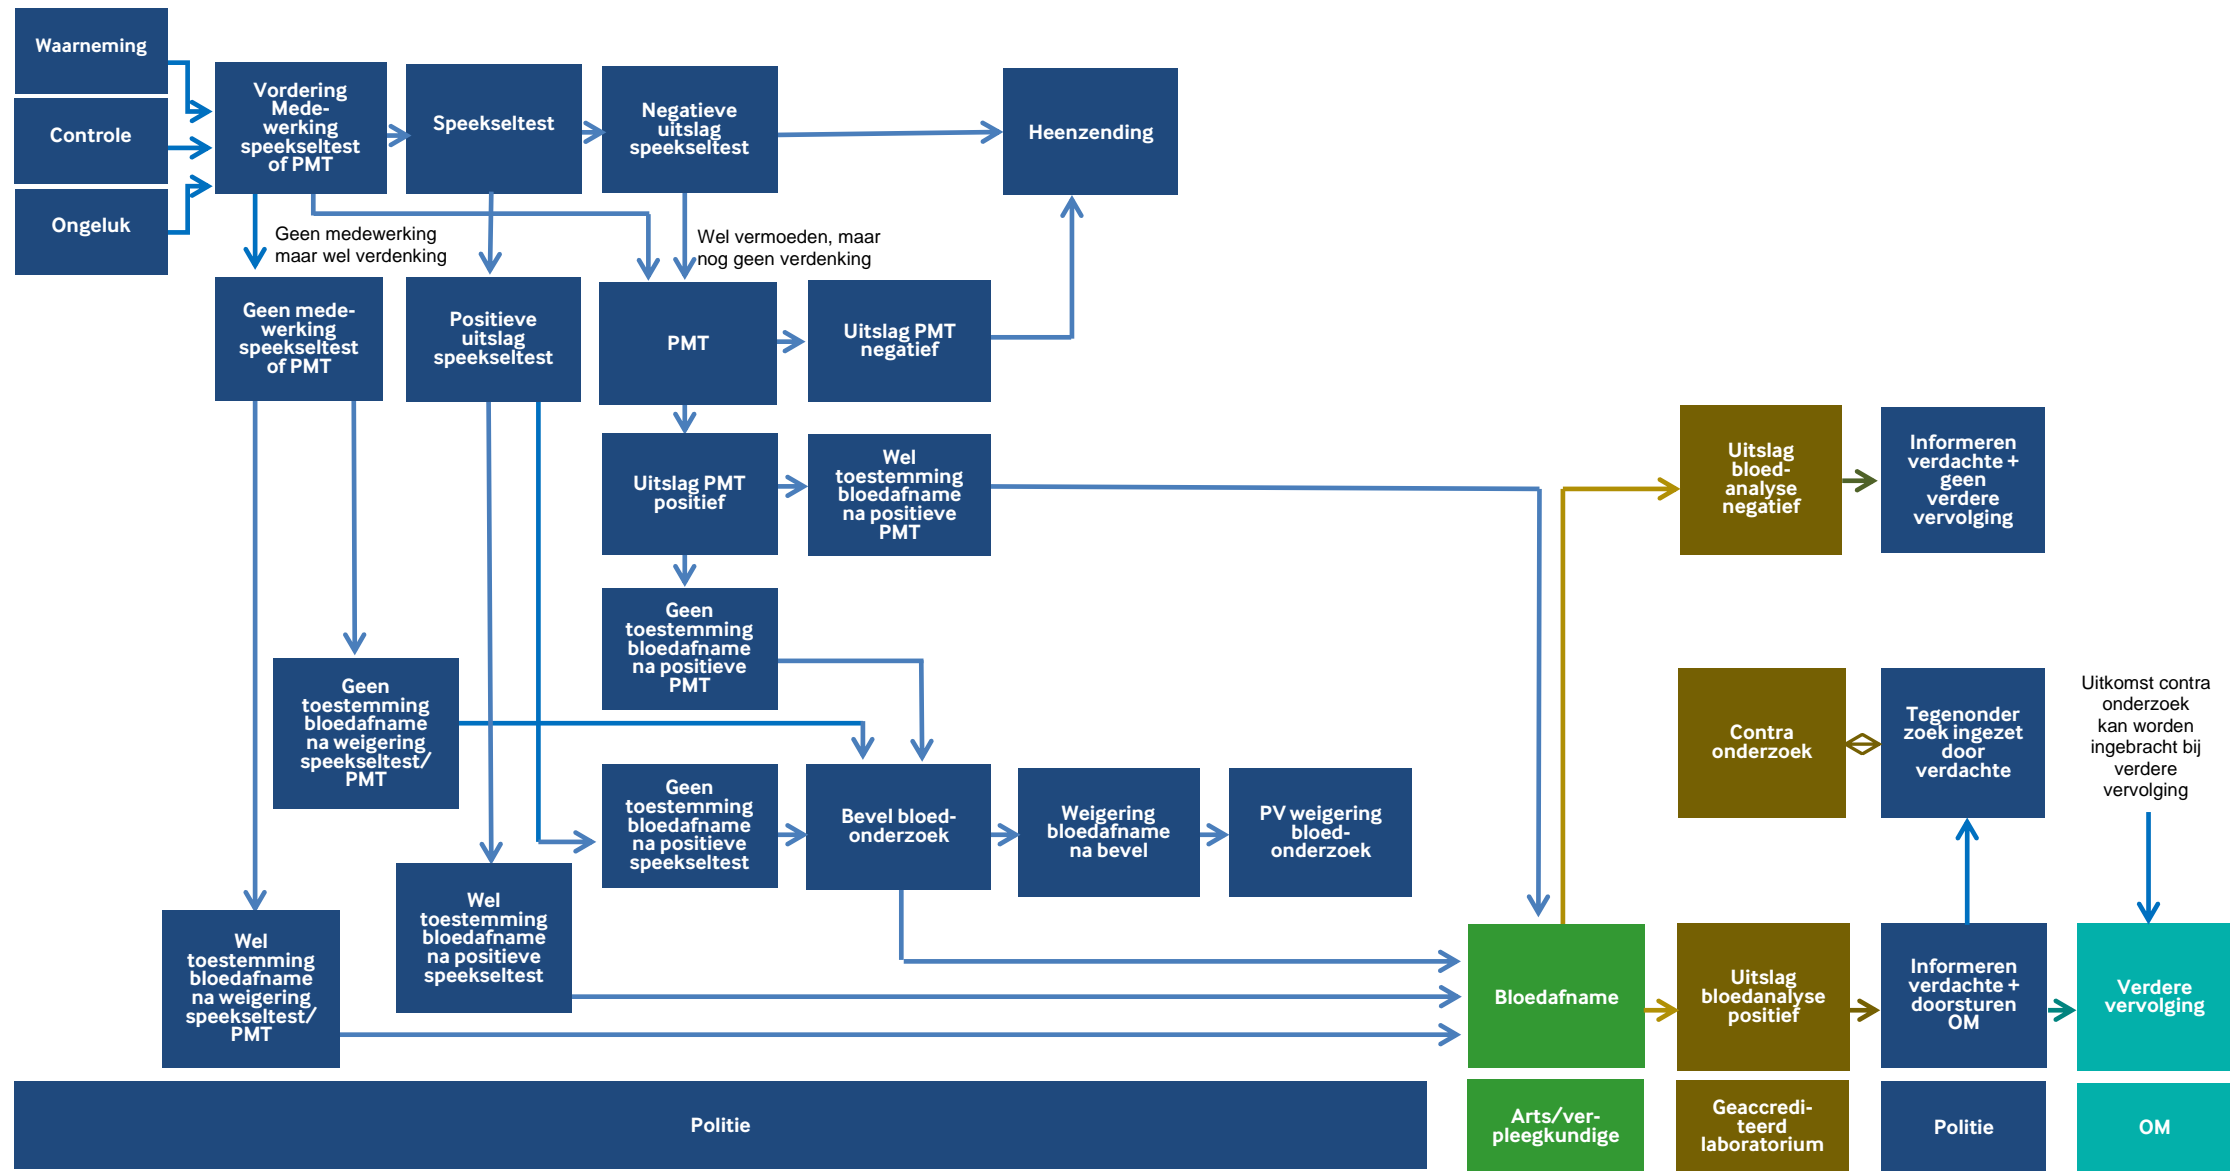 Waarneming
Controle
Ongeluk
Vordering
Mede-
werking
speekseltest
of PMT
Speekseltest
Negatieve
uitslag
speekseltest
Heenzending
Geen medewerking
maar wel verdenking
Wel vermoeden, maar
nog geen verdenking
Geen mede-
werking
speekseltest
of PMT
Positieve
uitslag
speekseltest
PMT
Uitslag PMT
negatief
Uitslag PMT
positief
Wel
toestemming
bloedafname
na positieve
PMT
Uitslag
bloed-
analyse
negatief
Informeren
verdachte +
geen
verdere
vervolging
Geen
toestemming
bloedafname
na positieve
PMT
Geen
toestemming
bloedafname
na weigering
speekseltest/
PMT
Contra
onderzoek
Tegenonder
zoek ingezet
door
verdachte
Uitkomst contra
onderzoek
kan worden
ingebracht bij
verdere
vervolging
Geen
toestemming
bloedafname
na positieve
speekseltest
Bevel bloed-
onderzoek
Weigering
bloedafname
na bevel
PV weigering
bloed-
onderzoek
Wel
toestemming
bloedafname
na positieve
speekseltest
Wel
toestemming
bloedafname
na weigering
speekseltest/
PMT
Bloedafname
Uitslag
bloedanalyse
positief
Informeren
verdachte +
doorsturen
OM
Verdere
vervolging
Politie
Arts/ver-
pleegkundige
Geaccredi-
teerd
laboratorium
Politie
OM